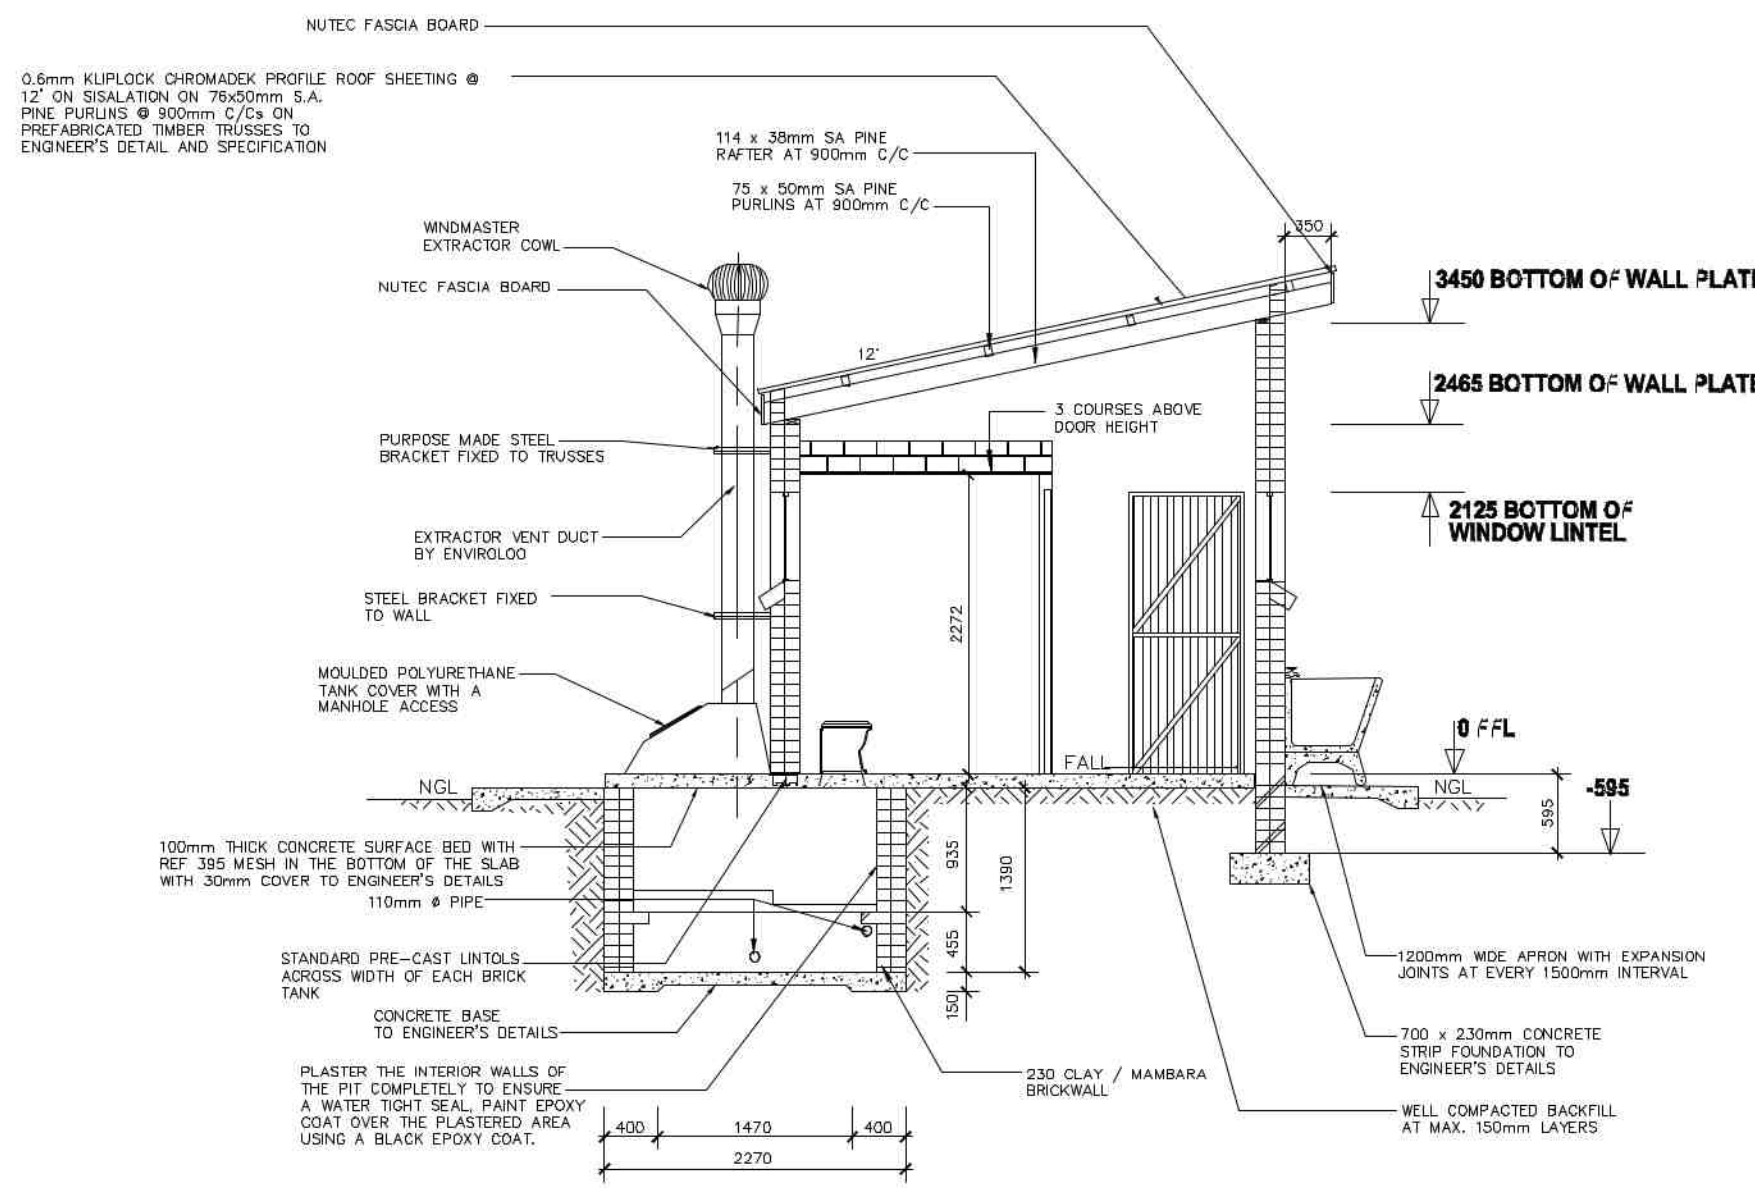 NUTEC FASCIA BOARD
0.6mm KLIPLOCK CHROMADEK PROFILE ROOF SHEETING @
12° ON SISALATION ON 76x50mm S.A.
PINE PURLINS @ 900mm C/Cs ON
PREFABRICATED TIMBER TRUSSES TO
ENGINEER'S DETAIL AND SPECIFICATION
114 x 38mm SA PINE
RAFTER AT 900mm C/C
75 x 50mm SA PINE
PURLINS AT 900mm C/C
WINDMASTER
EXTRACTOR COWL
NUTEC FASCIA BOARD
350
3450 BOTTOM OF WALL PLATE
12°
2465 BOTTOM OF WALL PLATE
3 COURSES ABOVE
DOOR HEIGHT
PURPOSE MADE STEEL
BRACKET FIXED TO TRUSSES
2125 BOTTOM OF
WINDOW LINTEL
EXTRACTOR VENT DUCT
BY ENVIROLOO
STEEL BRACKET FIXED
TO WALL
2272
MOULDED POLYURETHANE
TANK COVER WITH A
MANHOLE ACCESS
0 FFL
FALL
NGL
NGL
-595
595
100mm THICK CONCRETE SURFACE BED WITH
REF 395 MESH IN THE BOTTOM OF THE SLAB
WITH 30mm COVER TO ENGINEER'S DETAILS
935
1390
110mm ø PIPE
455
STANDARD PRE-CAST LINTOLS
ACROSS WIDTH OF EACH BRICK
TANK
1200mm WIDE APRON WITH EXPANSION
JOINTS AT EVERY 1500mm INTERVAL
150
CONCRETE BASE
TO ENGINEER'S DETAILS
700 x 230mm CONCRETE
STRIP FOUNDATION TO
ENGINEER'S DETAILS
PLASTER THE INTERIOR WALLS OF
THE PIT COMPLETELY TO ENSURE
A WATER TIGHT SEAL, PAINT EPOXY
COAT OVER THE PLASTERED AREA
USING A BLACK EPOXY COAT.
230 CLAY / MAMBARA
BRICKWALL
WELL COMPACTED BACKFILL
AT MAX. 150mm LAYERS
400
1470
400
2270